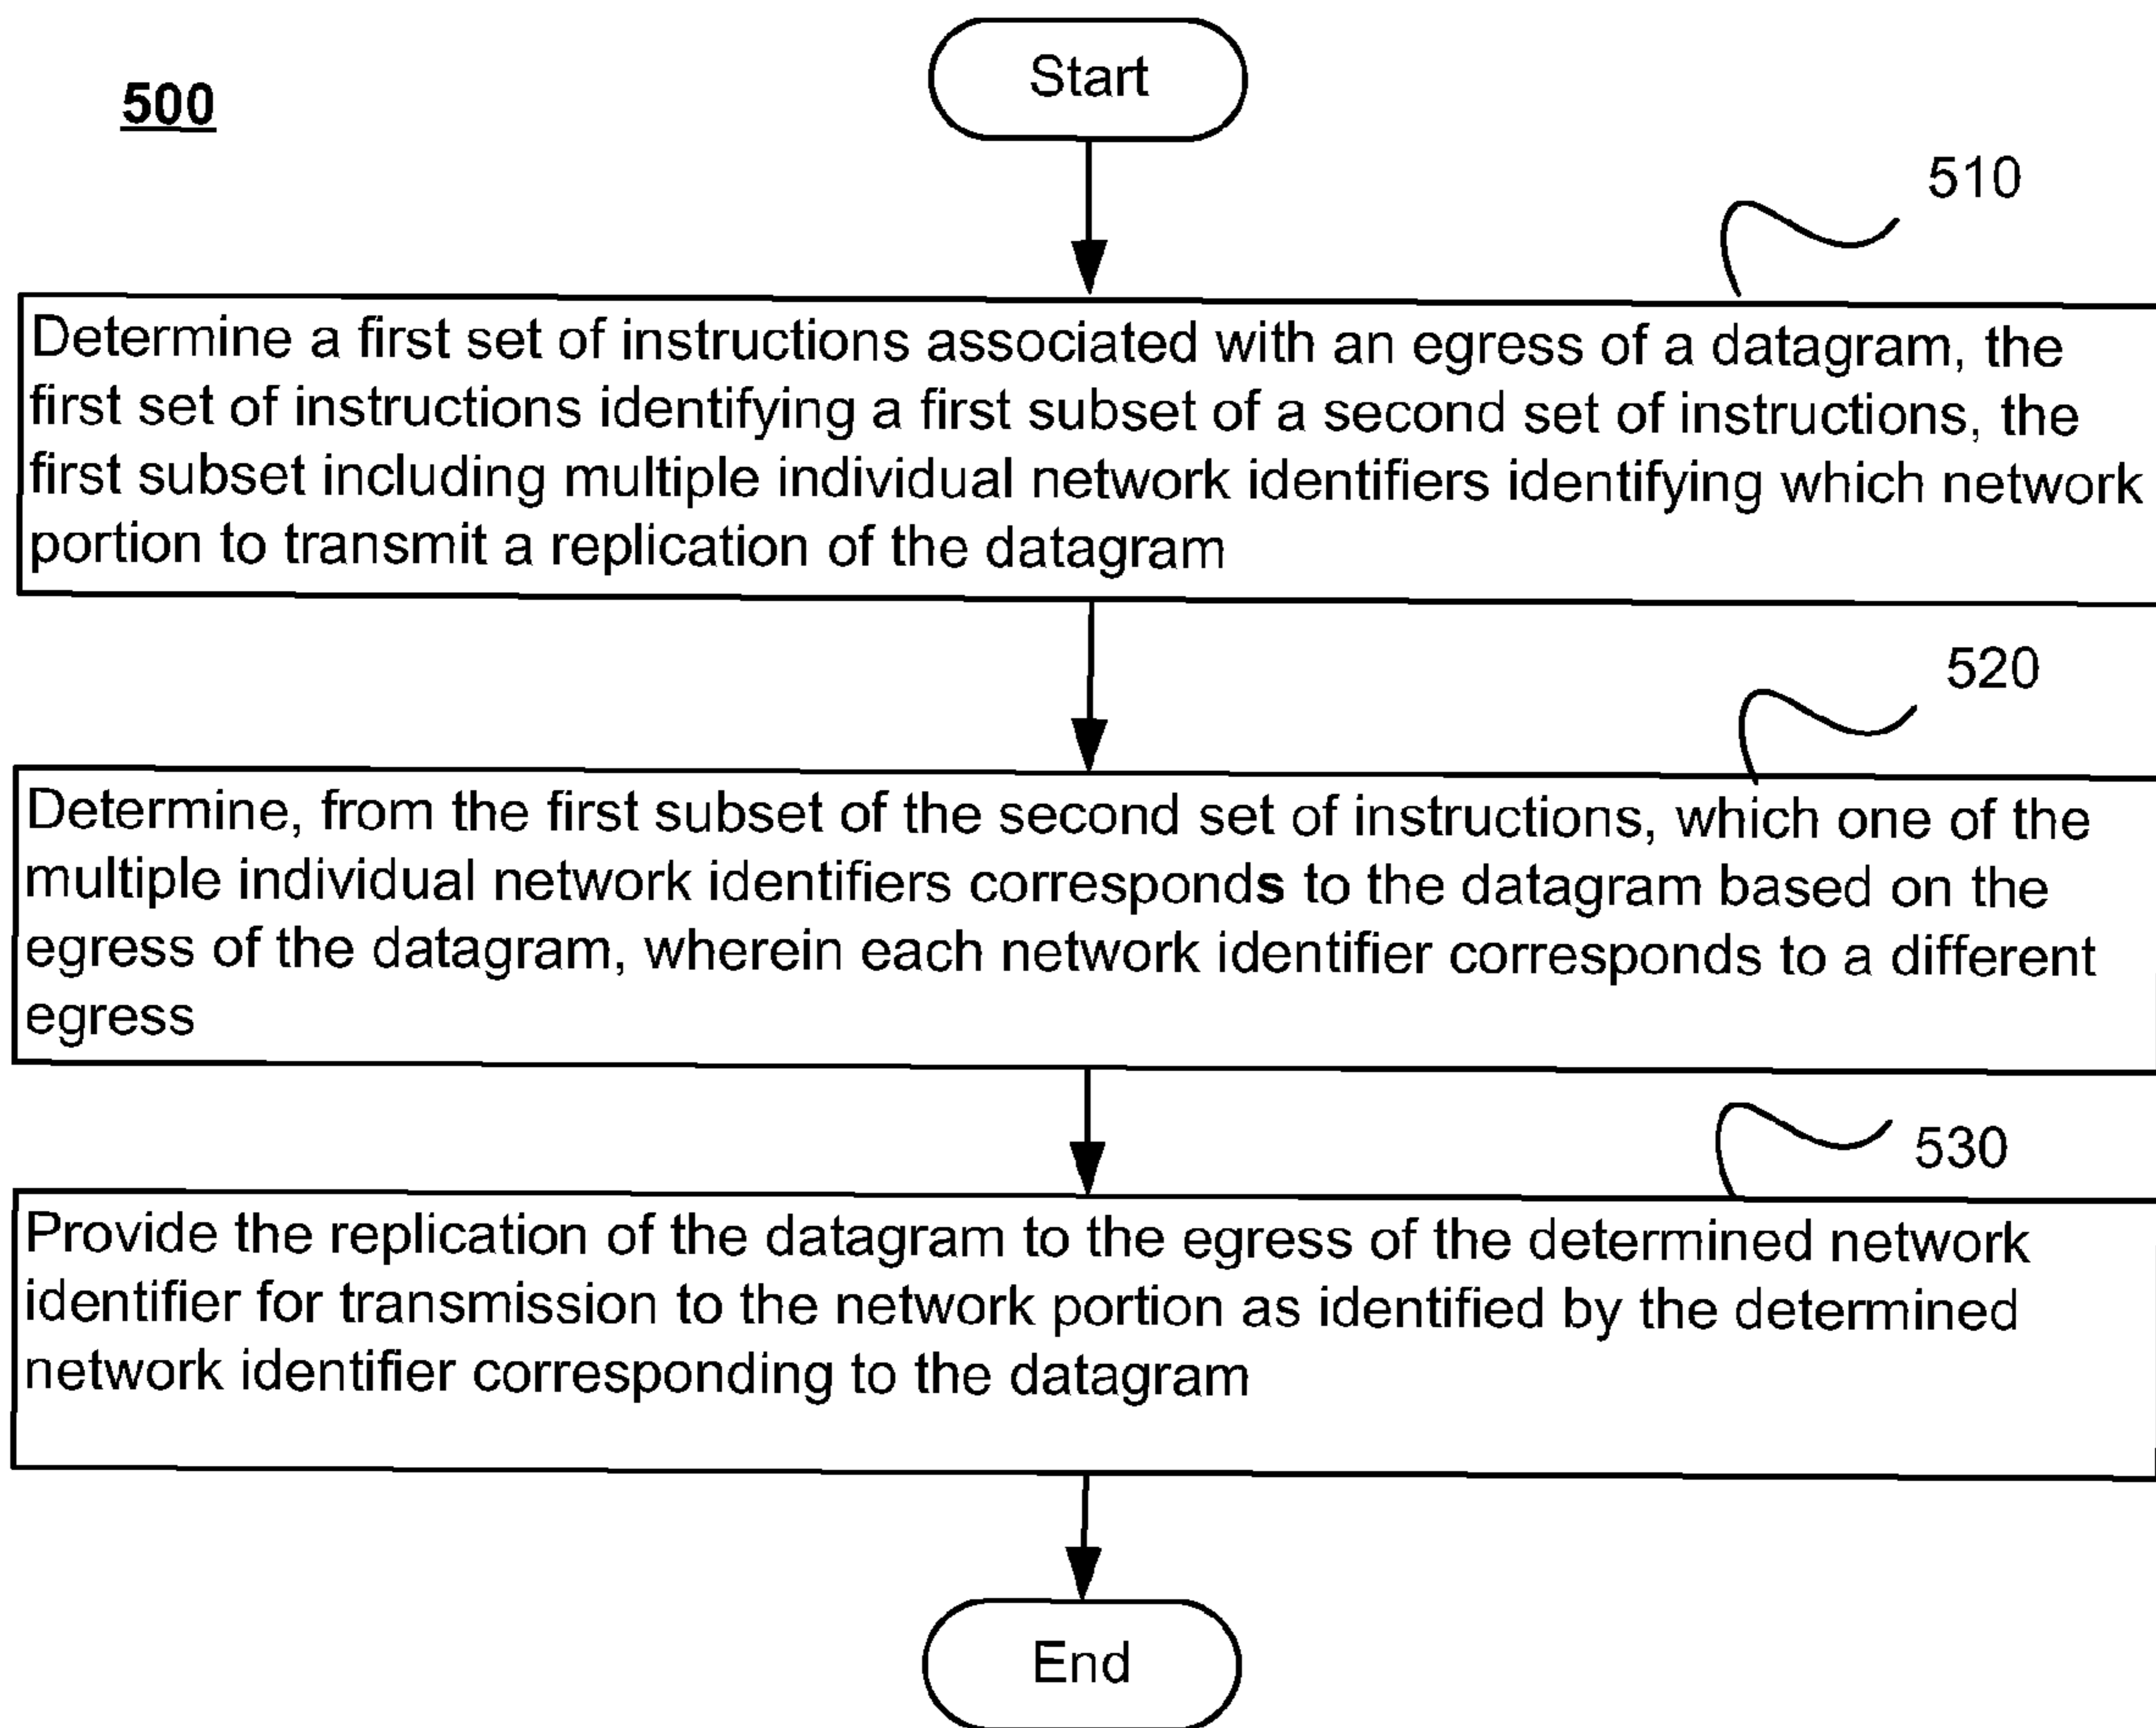 Start
500
510
Determine a first set of instructions associated with an egress of a datagram, the
first set of instructions identifying a first subset of a second set of instructions, the
first subset including multiple individual network identifiers identifying which network
portion to transmit a replication of the datagram
520
Determine, from the first subset of the second set of instructions, which one of the
multiple individual network identifiers corresponds to the datagram based on the
egress of the datagram, wherein each network identifier corresponds to a different
egress
530
Provide the replication of the datagram to the egress of the determined network
identifier for transmission to the network portion as identified by the determined
network identifier corresponding to the datagram
End